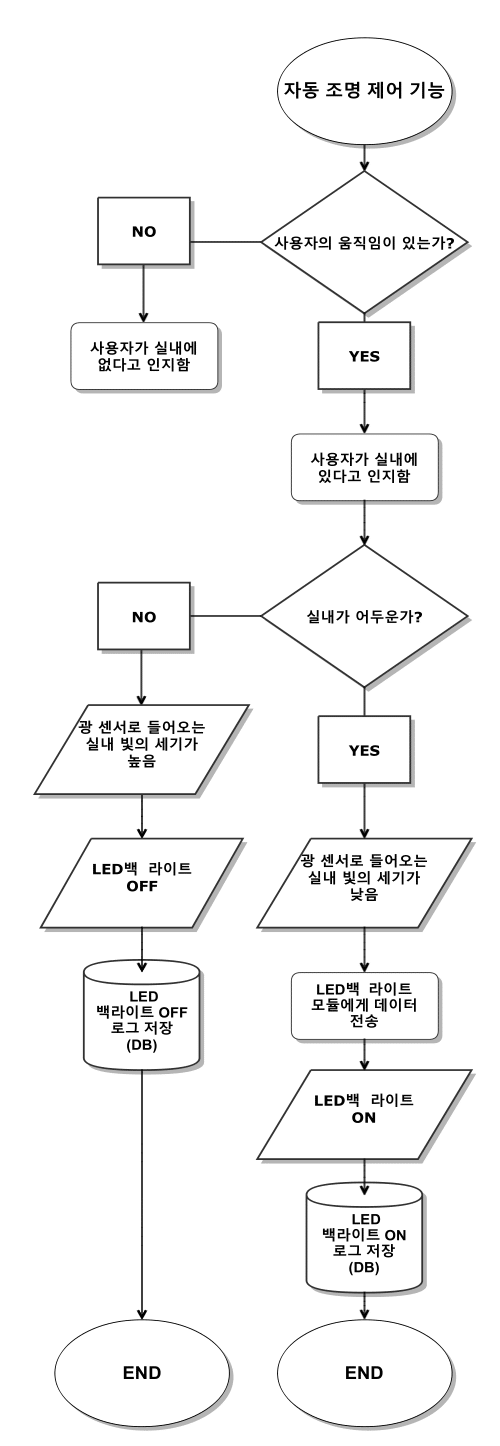 자동 조명 제어 기능
사용자의 움직임이 있는가?
NO
YES
사용자가 실내에
없다고 인지함
사용자가 실내에
있다고 인지함
실내가 어두운가?
NO
YES
광 센서로 들어오는
실내 빛의 세기가
높음
LED백 라이트
OFF
LED
백라이트 OFF
로그 저장
(DB)
END
광 센서로 들어오는
실내 빛의 세기가
낮음
LED백 라이트
모듈에게 데이터
전송
LED백 라이트
ON
LED
백라이트 ON
로그 저장
(DB)
END